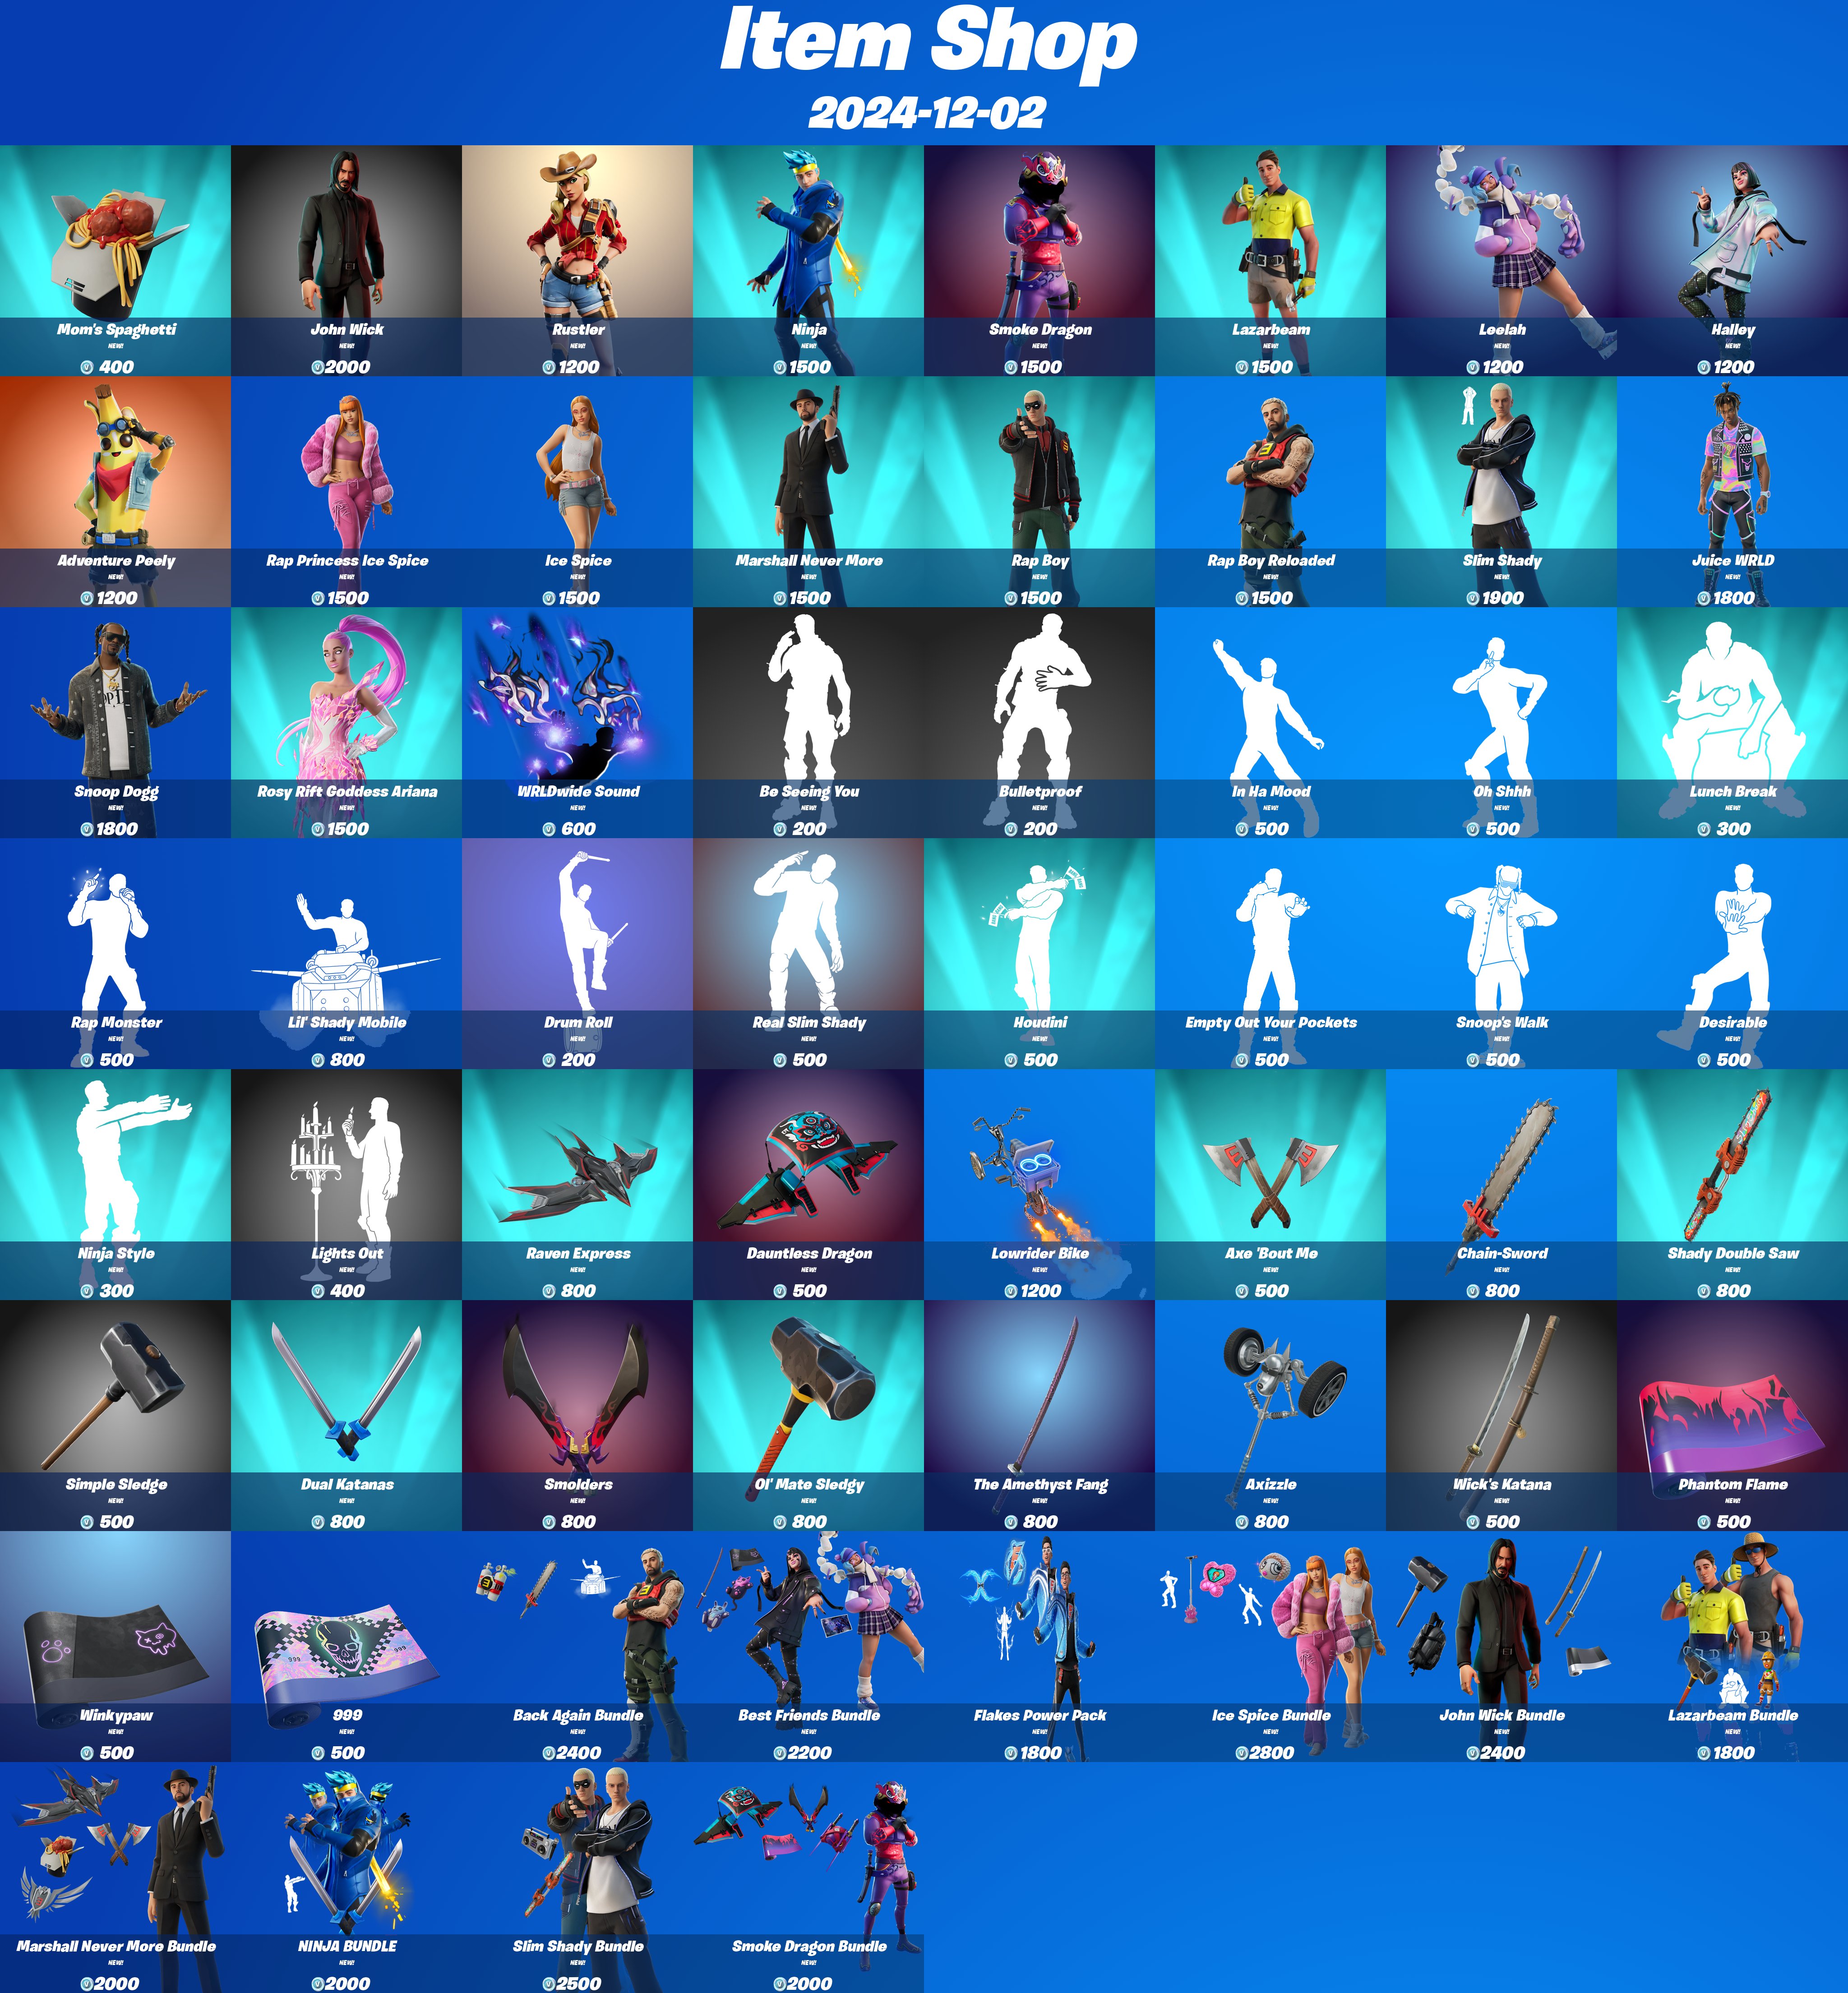 Item Shop
2024-12-02
Mom's Spaghetti
NEW!
400
John Wick
NEW!
2000
Rustler
NEW!
1200
Ninja
NEW!
1500
Smoke Dragon
NEW!
1500
Lazarbeam
NEW!
1500
Leelah
NEW!
1200
Halley
NEW!
1200
Adventure Peely
NEW!
1200
Rap Princess Ice Spice
NEW!
1500
Ice Spice
NEW!
1500
Marshall Never More
NEW!
1500
Rap Boy
NEW!
1500
Rap Boy Reloaded
NEW!
1500
Slim Shady
NEW!
1900
Juice WRLD
NEW!
1800
Snoop Dogg
NEW!
1800
Rosy Rift Goddess Ariana
NEW!
1500
WRLDwide Sound
NEW!
600
Be Seeing You
NEW!
200
Bulletproof
NEW!
200
In Ha Mood
NEW!
500
Oh Shhh
NEW!
500
Lunch Break
NEW!
300
Rap Monster
NEW!
500
Lil' Shady Mobile
NEW!
800
Drum Roll
NEW!
200
Real Slim Shady
NEW!
500
Houdini
NEW!
500
Empty Out Your Pockets
NEW!
500
Snoop's Walk
NEW!
500
Desirable
NEW!
500
Ninja Style
NEW!
300
Lights Out
NEW!
400
Raven Express
NEW!
800
Dauntless Dragon
NEW!
500
Lowrider Bike
NEW!
1200
Axe 'Bout Me
NEW!
500
Chain-Sword
NEW!
800
Shady Double Saw
NEW!
800
Simple Sledge
NEW!
500
Dual Katanas
NEW!
800
Smolders
NEW!
800
Ol' Mate Sledgy
NEW!
800
The Amethyst Fang
NEW!
800
Axizzle
NEW!
800
Wick's Katana
NEW!
500
Phantom Flame
NEW!
500
Winkypaw
NEW!
500
999
999
999
NEW!
500
Back Again Bundle
NEW!
2400
Best Friends Bundle
NEW!
2200
Flakes Power Pack
NEW!
1800
Ice Spice Bundle
NEW!
2800
John Wick Bundle
NEW!
2400
Lazarbeam Bundle
NEW!
1800
Marshall Never More Bundle
NEW!
2000
NINJA BUNDLE
NEW!
2000
Slim Shady Bundle
NEW!
2500
Smoke Dragon Bundle
NEW!
2000